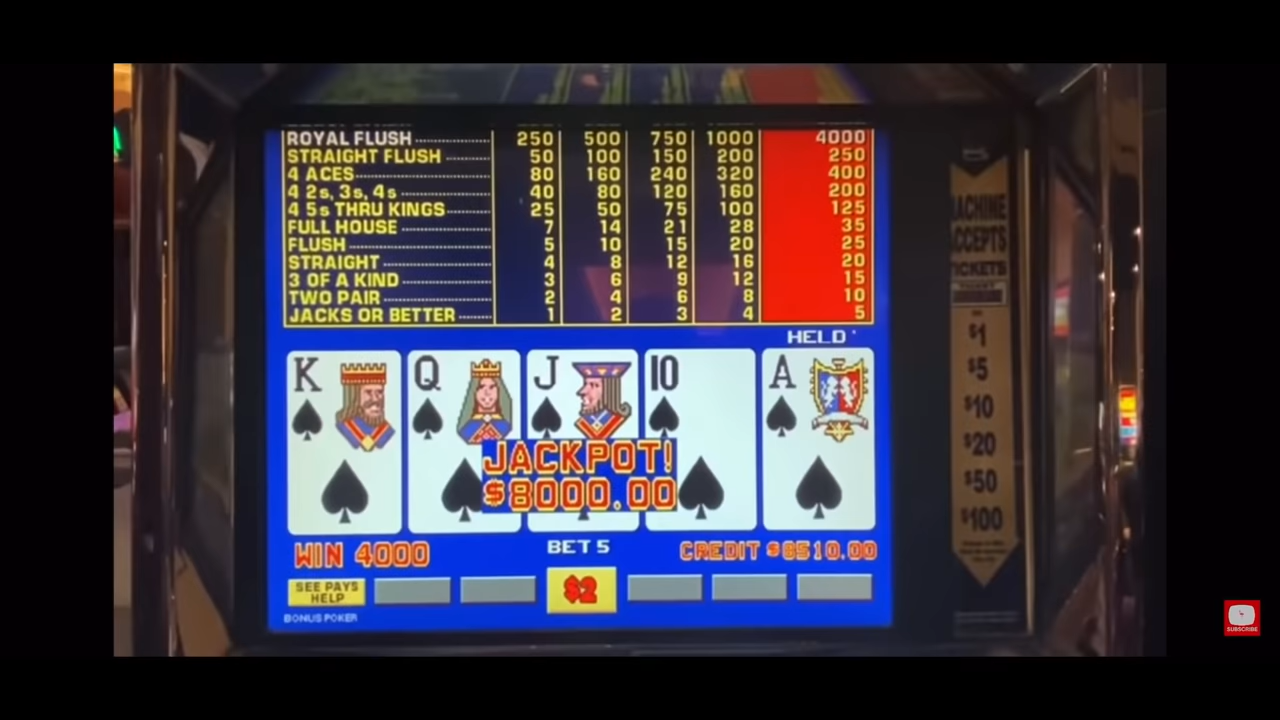 ROYAL FLUSH 250 500 750 1000 4000
STRAIGHT FLUSH 50 100 150 200 250
4 ACES 80 160 240 320 400
4 2s, 3s, 4s 40 80 120 160 200
4 5s THRU KINGS 25 50 75 100 125
FULL HOUSE 7 14 21 28 35
FLUSH 5 10 15 20 25
STRAIGHT 4 8 12 16 20
3 OF A KIND 3 6 9 12 15
TWO PAIR 2 4 6 8 10
JACKS OR BETTER 1 2 3 4 5
HELD
K Q J 10 A
JACKPOT!
$8000.00
WIN 4000 BET 5 CREDIT $8510.00
SEE PAYS
HELP
$2
BONUS POKER
MACHINE
ACCEPTS
TICKETS
$1
$5
$10
$20
$50
$100
SUBSCRIBE